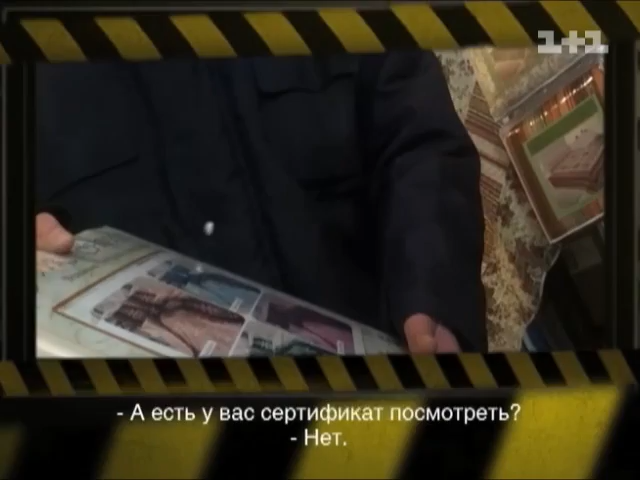 1+1
- А есть у вас сертификат посмотреть?
- Нет.